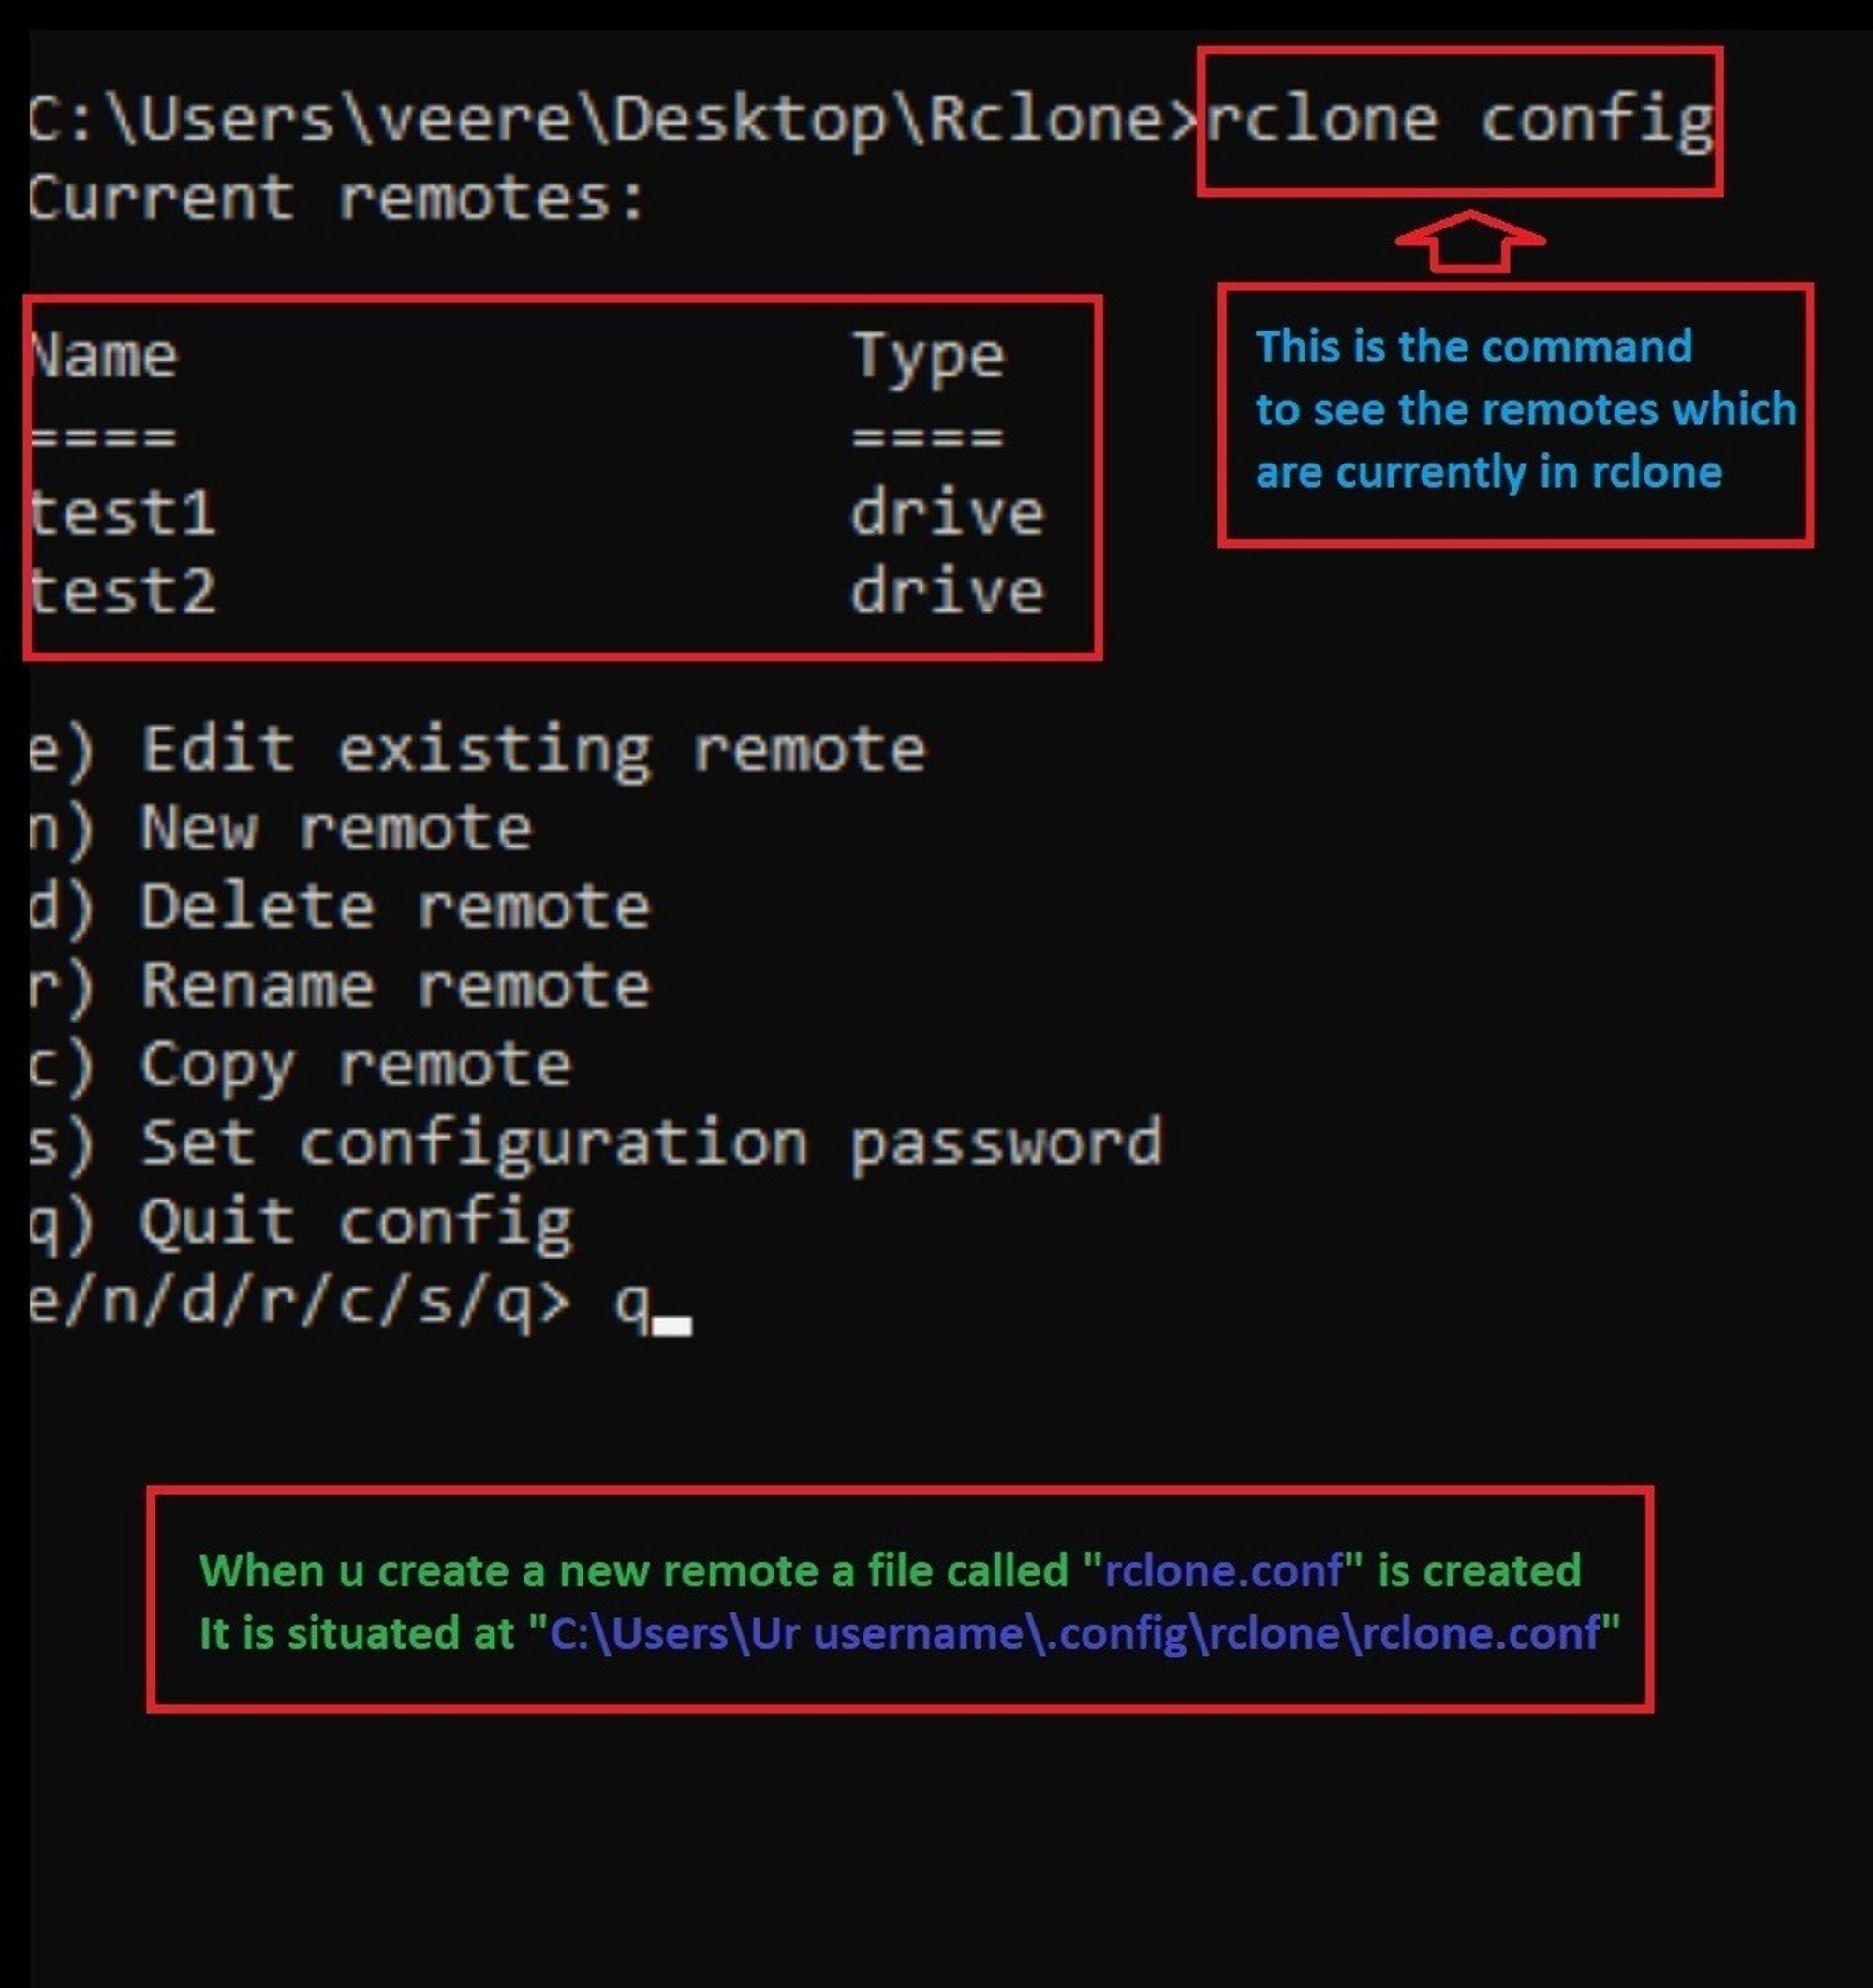 C:\Users\veere\Desktop\Rclone>rclone config
Current remotes:
This is the command
to see the remotes which
are currently in rclone
Name Type
==== ====
test1 drive
test2 drive
e) Edit existing remote
n) New remote
d) Delete remote
r) Rename remote
c) Copy remote
s) Set configuration password
q) Quit config
e/n/d/r/c/s/q> q
When u create a new remote a file called "rclone.conf" is created
It is situated at "C:\Users\Ur username\.config\rclone\rclone.conf"